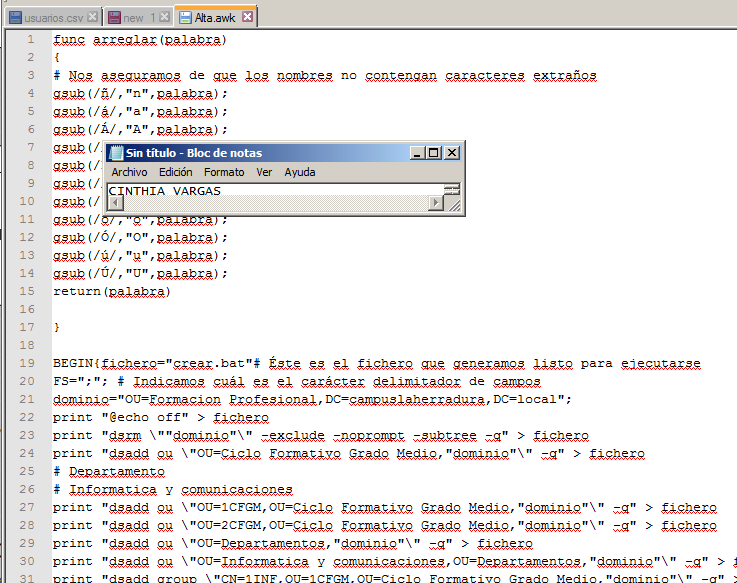 usuarios.csv new 1 Alta.awk
1 func arreglar(palabra)
2 {
3 # Nos aseguramos de que los nombres no contengan caracteres extraños
4 gsub(/ñ/,"n",palabra);
5 gsub(/á/,"a",palabra);
6 gsub(/Á/,"A",palabra);
7 gsub(/
Sin título - Bloc de notas
8 gsub(/
Archivo Edición Formato Ver Ayuda
9 gsub(/
CINTHIA VARGAS
10 gsub(/
11 gsub(/ó/,"o",palabra);
12 gsub(/Ó/,"O",palabra);
13 gsub(/ú/,"u",palabra);
14 gsub(/Ú/,"U",palabra);
15 return(palabra)
16
17 }
18
19 BEGIN{fichero="crear.bat"# Éste es el fichero que generamos listo para ejecutarse
20 FS=";"; # Indicamos cuál es el carácter delimitador de campos
21 dominio="OU=Formacion Profesional,DC=campuslaherradura,DC=local";
22 print "@echo off" > fichero
23 print "dsrm \""dominio"\" -exclude -noprompt -subtree -q" > fichero
24 print "dsadd ou \"OU=Ciclo Formativo Grado Medio,"dominio"\" -q" > fichero
25 # Departamento
26 # Informatica y comunicaciones
27 print "dsadd ou \"OU=1CFGM,OU=Ciclo Formativo Grado Medio,"dominio"\" -q" > fichero
28 print "dsadd ou \"OU=2CFGM,OU=Ciclo Formativo Grado Medio,"dominio"\" -q" > fichero
29 print "dsadd ou \"OU=Departamentos,"dominio"\" -q" > fichero
30 print "dsadd ou \"OU=Informatica y comunicaciones,OU=Departamentos,"dominio"\" -q" > f
31 print "dsadd group \"CN=1INF,OU=1CFGM,OU=Ciclo Formativo Grado Medio,"dominio"\" -q" >